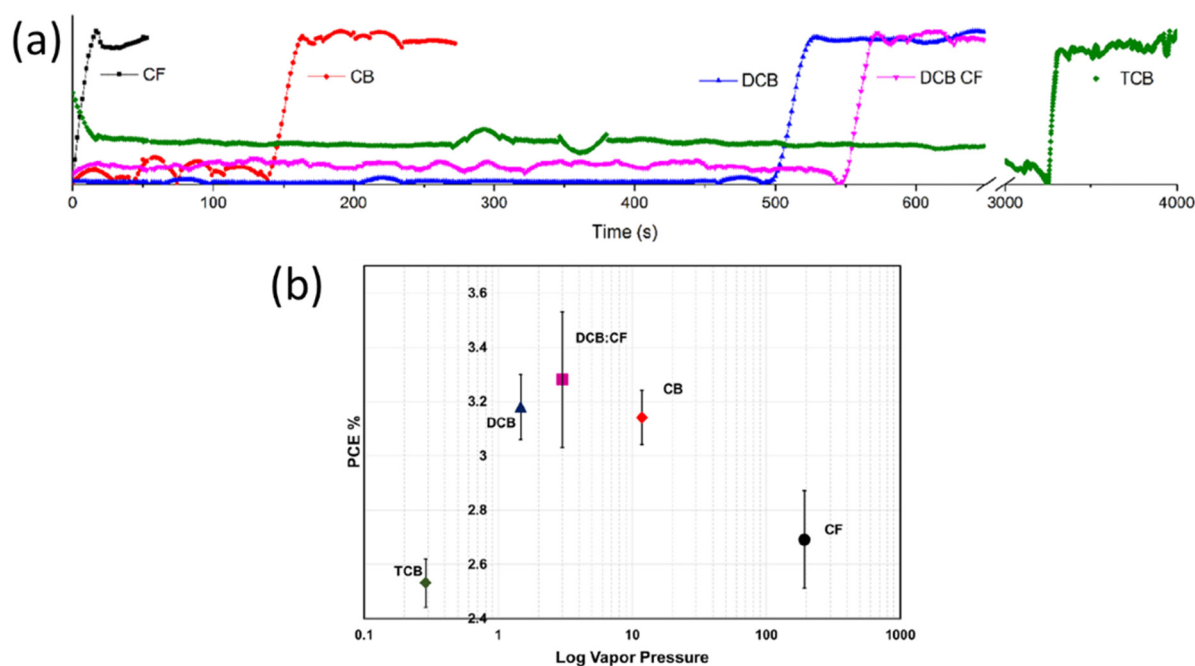 (a)
CF
CB
DCB
DCB CF
TCB
0
100
200
300
400
500
600
3000
4000
Time (s)
(b)
3.6
3.4
3.2
3
2.8
2.6
2.4
PCE %
DCB:CF
CB
DCB
CF
TCB
0.1
1
10
100
1000
Log Vapor Pressure